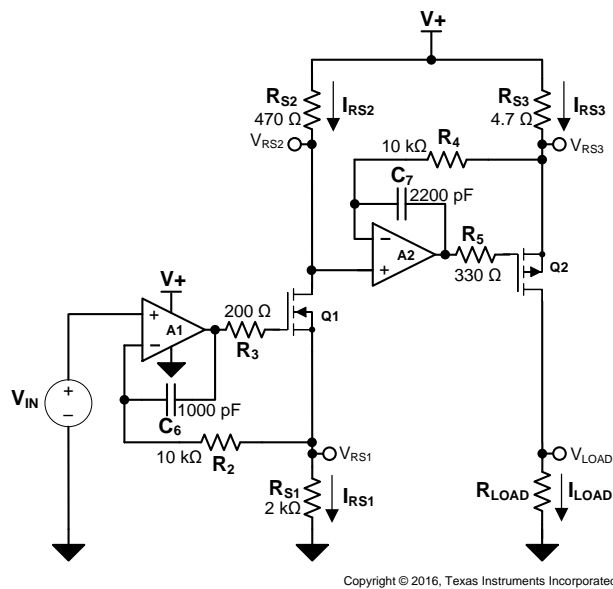 V+
RS2
470 Ω
IRS2
VRS2
RS3
4.7 Ω
IRS3
VRS3
R4
10 kΩ
C7
2200 pF
−
+
A2
R5
330 Ω
Q2
V+
+
−
A1
200 Ω
R3
Q1
VIN
+
−
1000 pF
C6
10 kΩ
R2
VRS1
RS1
2 kΩ
IRS1
VLOAD
RLOAD
ILOAD
Copyright © 2016, Texas Instruments Incorporated